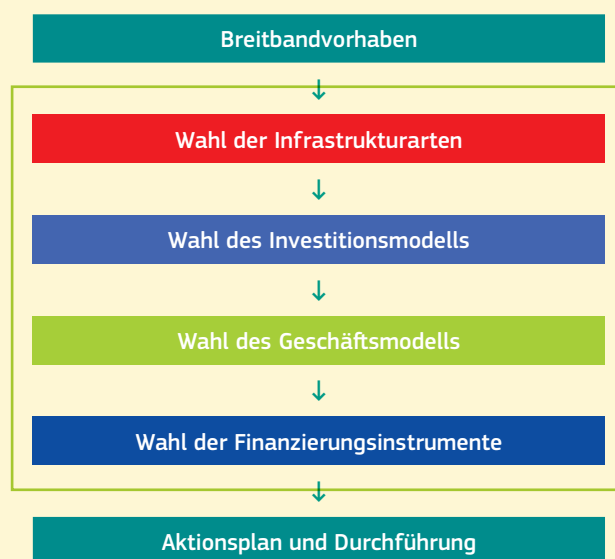 Breitbandvorhaben
↓
Wahl der Infrastrukturarten
↓
Wahl des Investitionsmodells
↓
Wahl des Geschäftsmodells
↓
Wahl der Finanzierungsinstrumente
↓
Aktionsplan und Durchführung